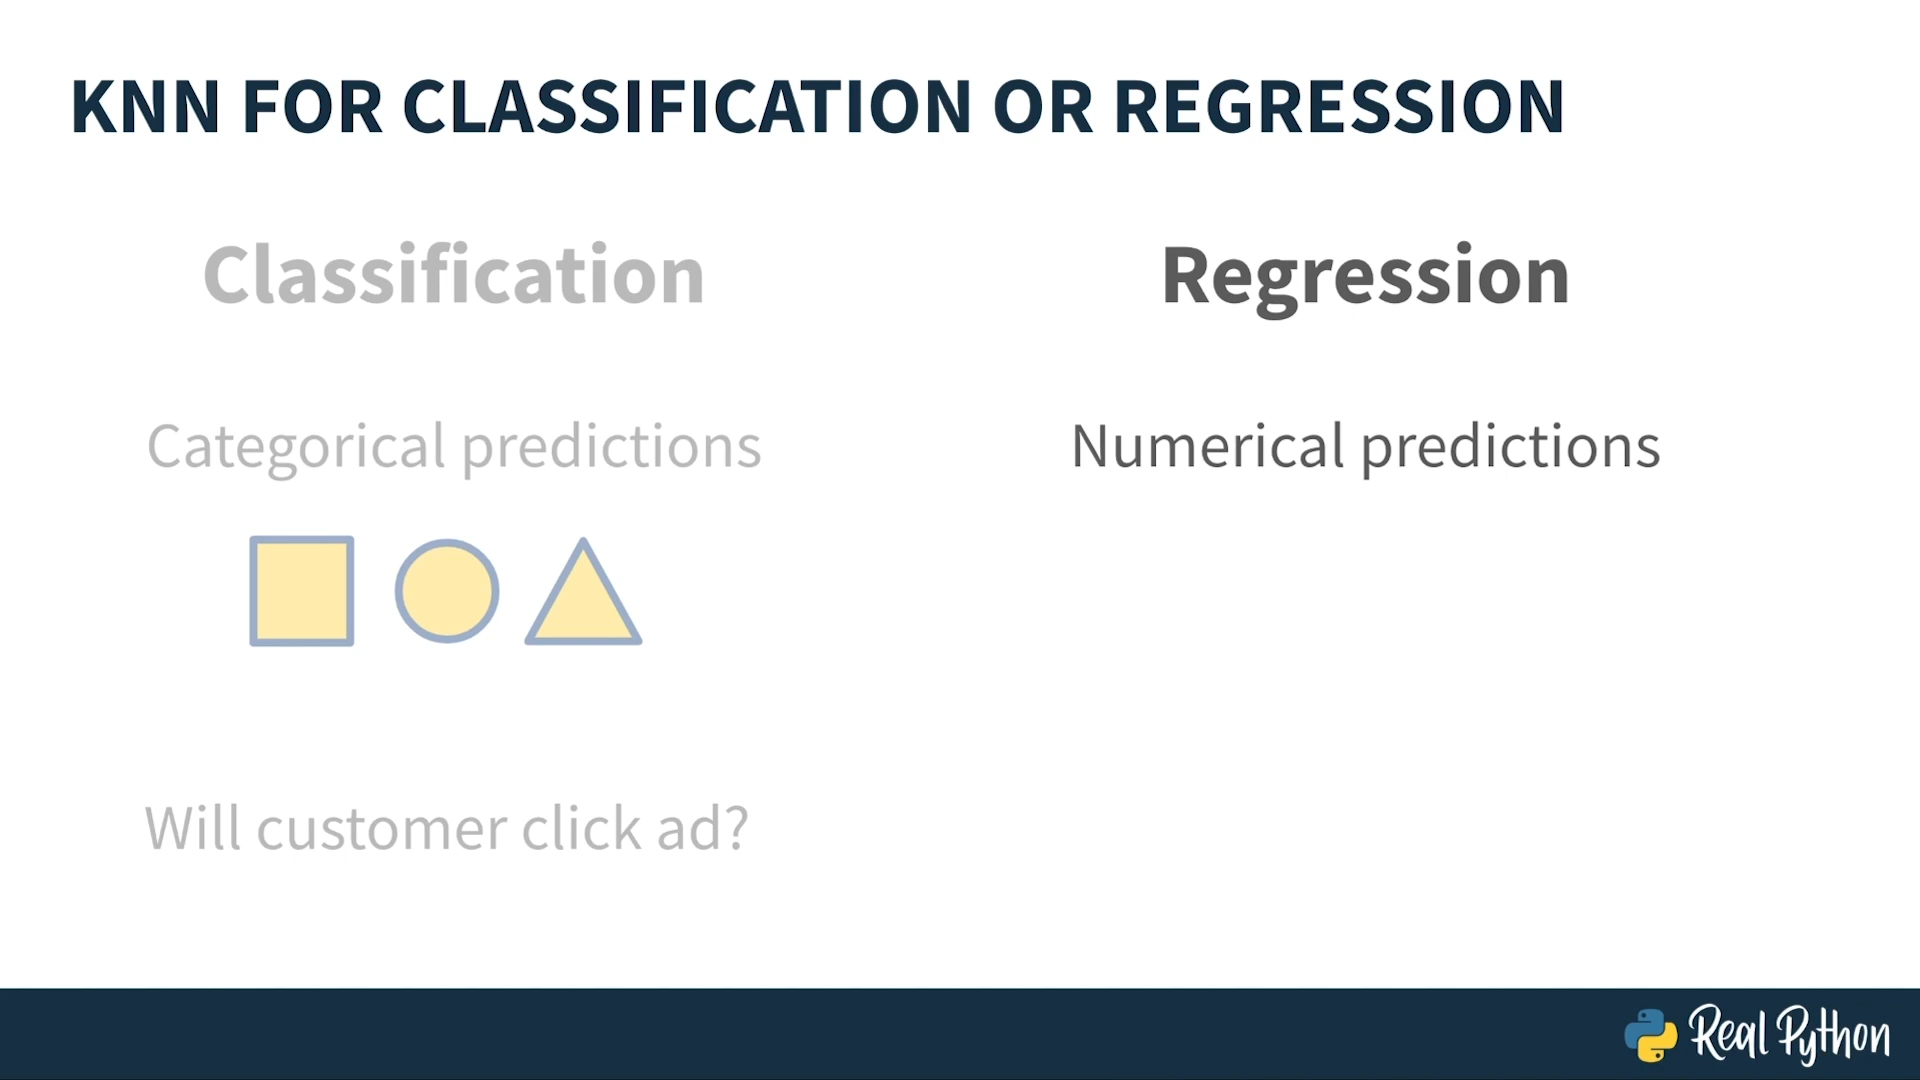 KNN FOR CLASSIFICATION OR REGRESSION
Classification
Categorical predictions
Will customer click ad?
Regression
Numerical predictions
Real Python